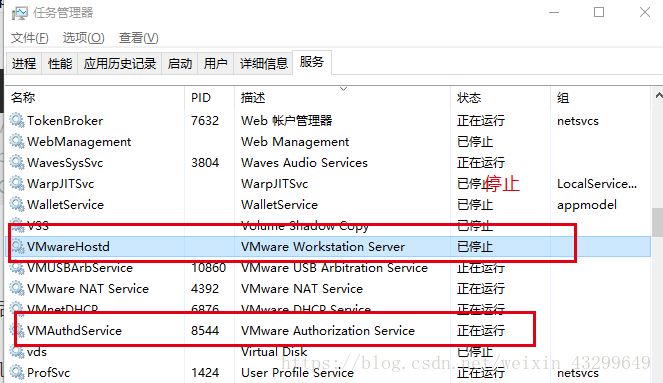 任务管理器
文件(F) 选项(O) 查看(V)
进程 性能 应用历史记录 启动 用户 详细信息 服务
名称 PID 描述 状态 组
TokenBroker 7632 Web 帐户管理器 正在运行 netsvcs
WebManagement Web Management 已停止
WavesSysSvc 3804 Waves Audio Services 正在运行
WarpJITSvc WarpJITSvc 已停止 停止 LocalService...
WalletService WalletService 已停止 appmodel
VSS Volume Shadow Copy 已停止
VMwareHostd VMware Workstation Server 已停止
VMUSBArbService 10860 VMware USB Arbitration Service 正在运行
VMware NAT Service 4392 VMware NAT Service 正在运行
VMnetDHCP 6876 VMware DHCP Service 正在运行
VMAuthdService 8544 VMware Authorization Service 正在运行
vds Virtual Disk 已停止
ProfSvc 1424 User Profile Service 正在运行 netsvcs
https://blog.csdn.net/weixin_43299649